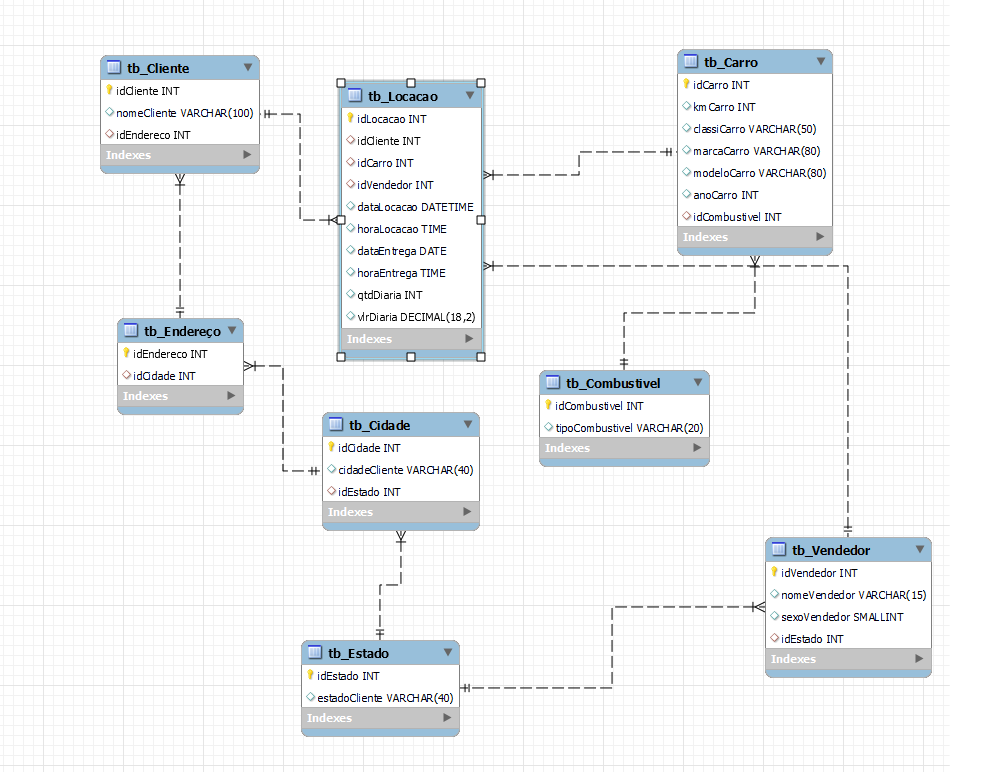 tb_Cliente
idCliente INT
nomeCliente VARCHAR(100)
idEndereco INT
Indexes
tb_Locacao
idLocacao INT
idCliente INT
idCarro INT
idVendedor INT
dataLocacao DATETIME
horaLocacao TIME
dataEntrega DATE
horaEntrega TIME
qtdDiaria INT
vlrDiaria DECIMAL(18,2)
Indexes
tb_Carro
idCarro INT
kmCarro INT
classiCarro VARCHAR(50)
marcaCarro VARCHAR(80)
modeloCarro VARCHAR(80)
anoCarro INT
idCombustivel INT
Indexes
tb_Endereço
idEndereco INT
idCidade INT
Indexes
tb_Combustivel
idCombustivel INT
tipoCombustivel VARCHAR(20)
Indexes
tb_Cidade
idCidade INT
cidadeCliente VARCHAR(40)
idEstado INT
Indexes
tb_Vendedor
idVendedor INT
nomeVendedor VARCHAR(15)
sexoVendedor SMALLINT
idEstado INT
Indexes
tb_Estado
idEstado INT
estadoCliente VARCHAR(40)
Indexes